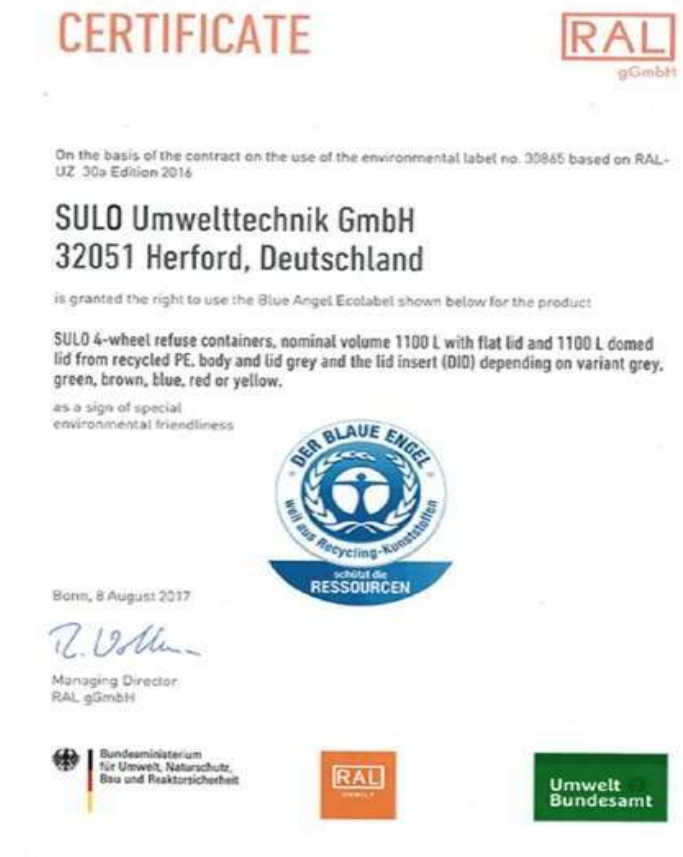 CERTIFICATE
RAL
gGmbH
On the basis of the contract on the use of the environmental label no. 30865 based on RAL-
UZ 30a Edition 2016
SULO Umwelttechnik GmbH
32051 Herford, Deutschland
is granted the right to use the Blue Angel Ecolabel shown below for the product
SULO 4-wheel refuse containers, nominal volume 1100 L with flat lid and 1100 L domed
lid from recycled PE, body and lid grey and the lid insert (DID) depending on variant grey,
green, brown, blue, red or yellow.
as a sign of special
environmental friendliness
DER BLAUE ENGEL
weil aus Recycling-Kunststoffen
schützt die
RESSOURCEN
Bonn, 8 August 2017
Managing Director
RAL gGmbH
Bundesministerium
für Umwelt, Naturschutz,
Bau und Reaktorsicherheit
RAL
UMWELT
Umwelt
Bundesamt